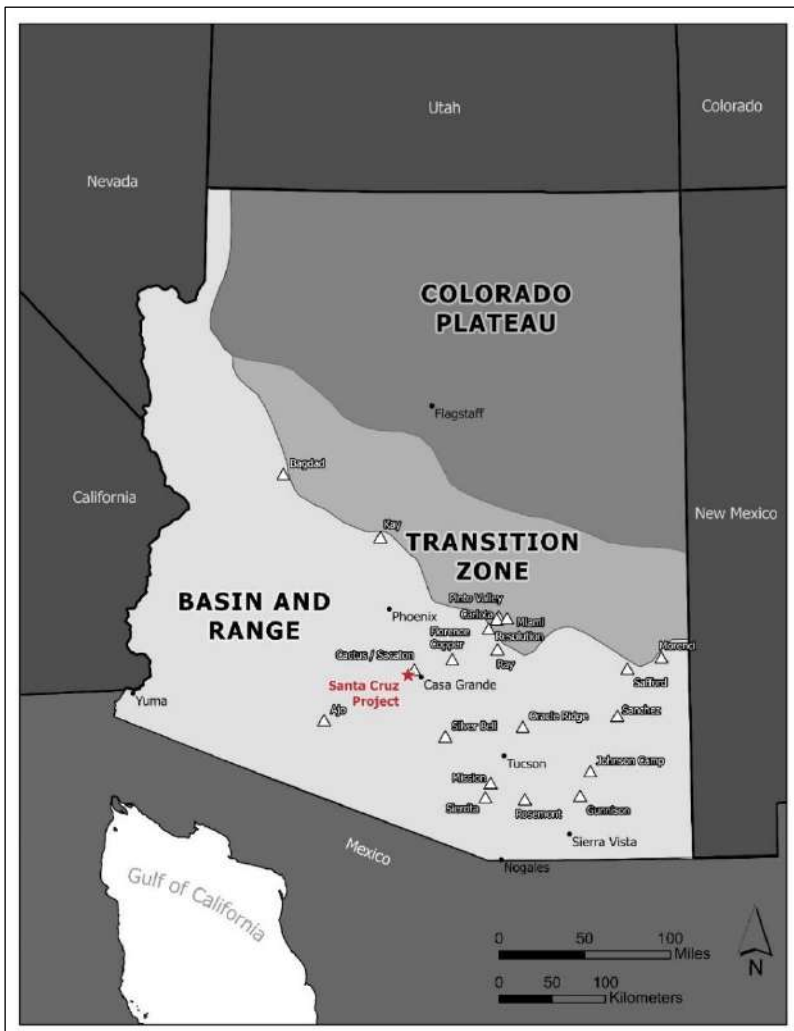 Utah
Colorado
Nevada
COLORADO
PLATEAU
Flagstaff
Bagdad
California
New Mexico
Kay
TRANSITION
ZONE
BASIN AND
RANGE
Pinto Valley
Phoenix
Carlota
Miami
Florence
Copper
Resolution
Ray
Morenci
Cactus / Sacaton
Casa Grande
Safford
Santa Cruz
Project
Yuma
Ajo
Silver Bell
Oracle Ridge
Sanchez
Tucson
Johnson Camp
Mission
Sierrita
Rosemont
Gunnison
Sierra Vista
Mexico
Nogales
Gulf of California
0 50 100
Miles
0 50 100
Kilometers
N